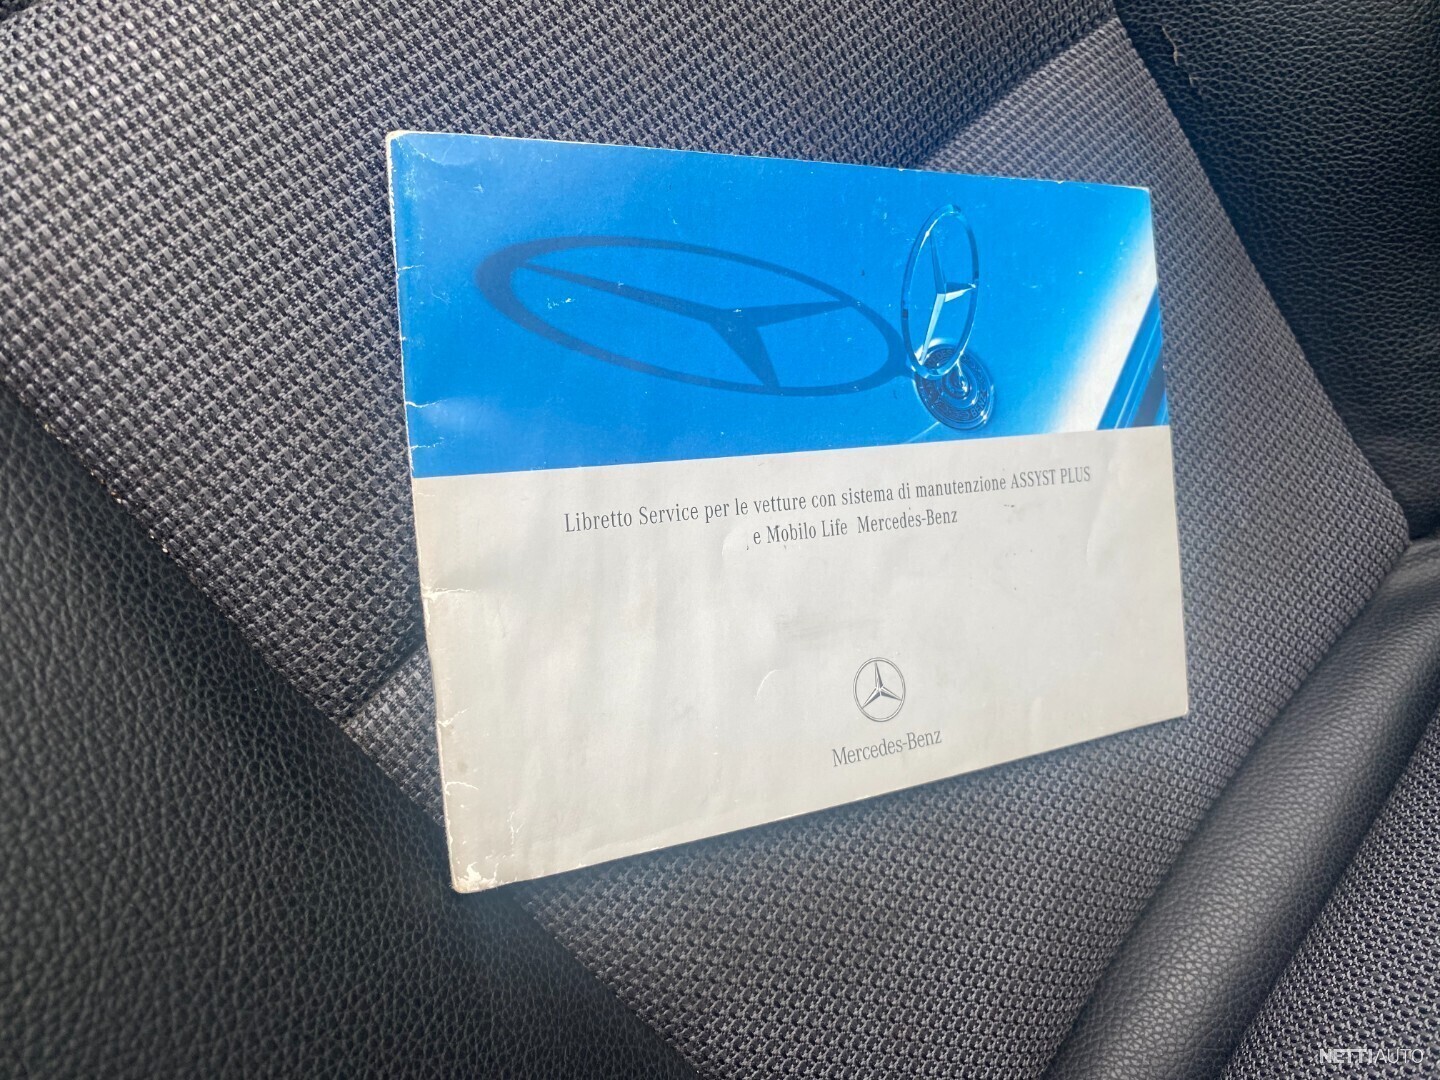 Libretto Service per le vetture con sistema di manutenzione ASSYST PLUS
e Mobilo Life Mercedes-Benz
Mercedes-Benz
NETTIAUTO